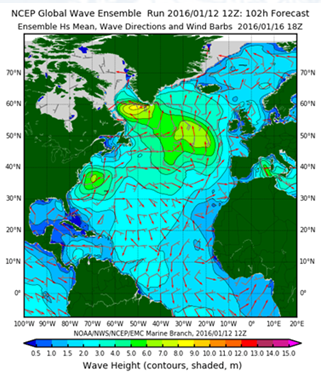 NCEP Global Wave Ensemble Run 2016/01/12 12Z: 102h Forecast
Ensemble Hs Mean, Wave Directions and Wind Barbs 2016/01/16 18Z
70°N
60°N
50°N
40°N
30°N
20°N
10°N
0°N
100°W 90°W 80°W 70°W 60°W 50°W 40°W 30°W 20°W 10°W 0°E 10°E 20°E
NOAA/NWS/NCEP/EMC Marine Branch, 2016/01/12 12Z
0.5 1.0 1.5 2.0 3.0 4.0 5.0 6.0 7.0 8.0 9.0 10.0 11.0 12.0 13.0 14.0 15.0
Wave Height (contours, shaded, m)